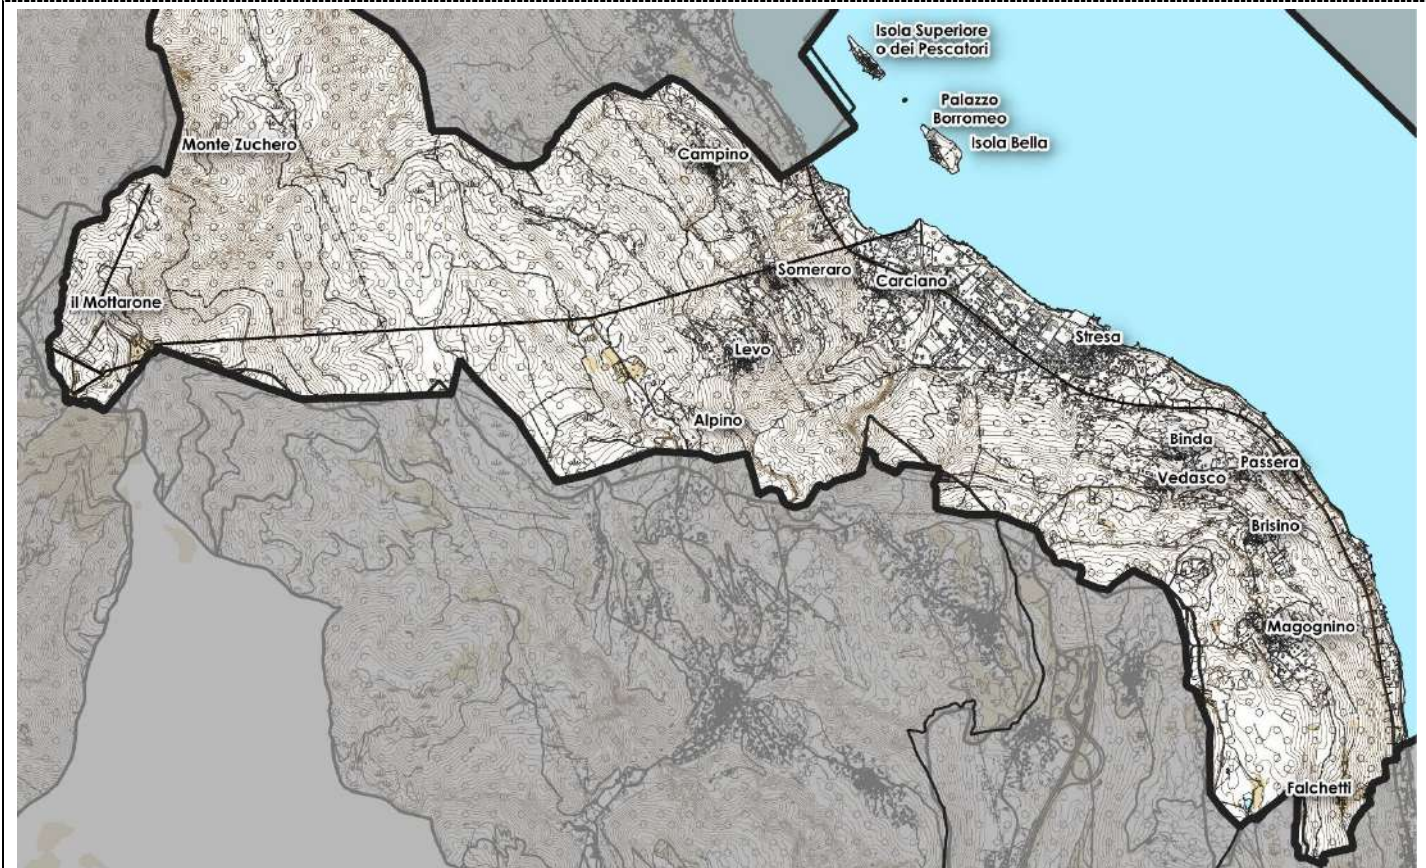 Isola Superiore
o dei Pescatori
Palazzo
Borromeo
Isola Bella
Monte Zuchero
Campino
Someraro
Carciano
il Mottarone
Stresa
Levo
Alpino
Binda
Passera
Vedasco
Brisino
Magognino
Falchetti